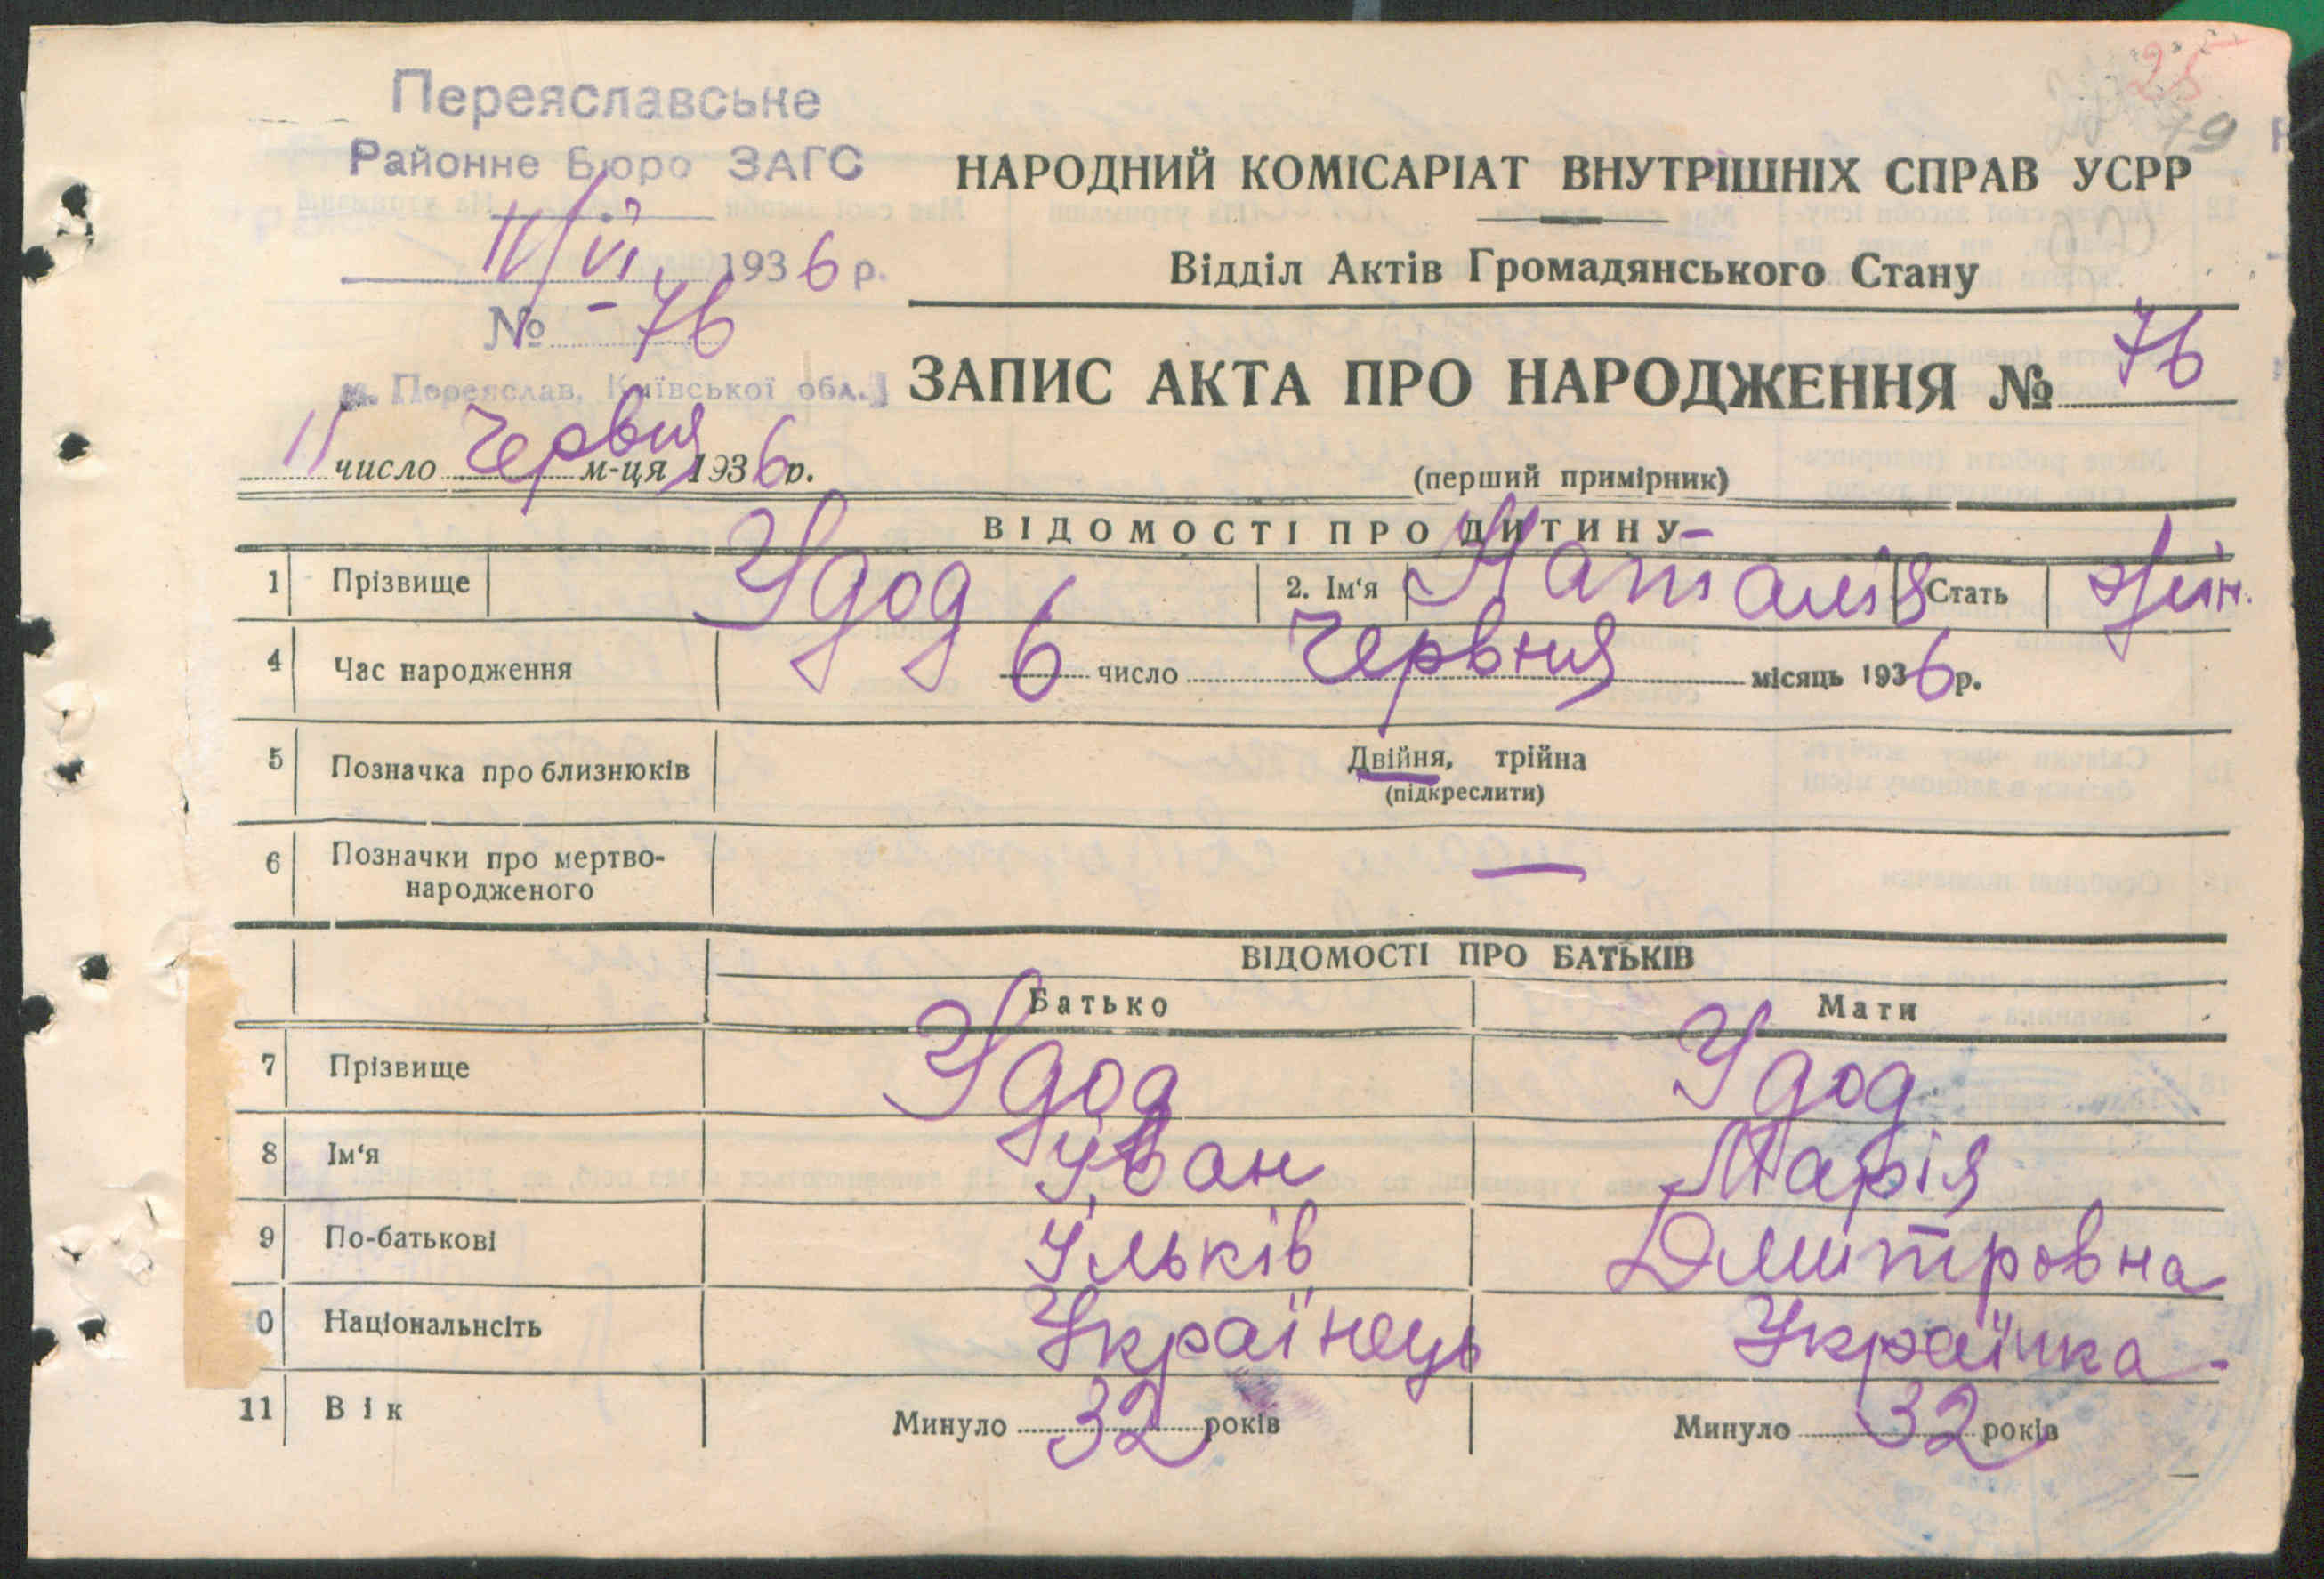 25
19
Переяславське
Районне Бюро ЗАГС
11/VI 1936 р.
№ - 76
м. Переяслав, Київської обл.
НАРОДНИЙ КОМІСАРІАТ ВНУТРІШНІХ СПРАВ УСРР
Відділ Актів Громадянського Стану
ЗАПИС АКТА ПРО НАРОДЖЕННЯ № 76
11 число Червня м-ця 1936 р.
(перший примірник)
ВІДОМОСТІ ПРО ДИТИНУ
1 Прізвище Удод 2. Ім'я Наталія Стать жін.
4 Час народження 6 число Червня місяць 1936 р.
5 Позначка про близнюків Двійня, трійна
(підкреслити)
6 Позначки про мертво-
народженого —
ВІДОМОСТІ ПРО БАТЬКІВ
Батько Мати
7 Прізвище Удод Удод
8 Ім'я Іван Марія
9 По-батькові Ільків Дмитровна
0 Національнсіть Українець Українка -
11 Вік Минуло 32 років Минуло 32 років